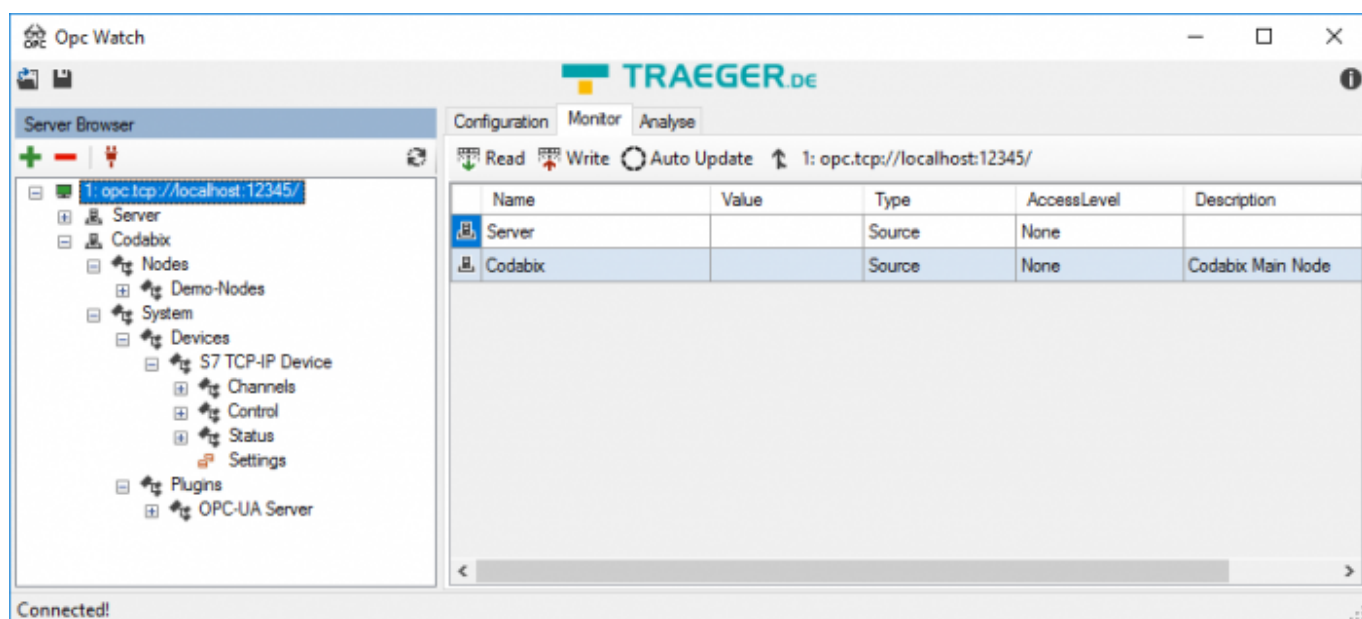 OPC Opc Watch
TRAEGER.DE
Server Browser
1: opc.tcp://localhost:12345/
Server
Codabix
Nodes
Demo-Nodes
System
Devices
S7 TCP-IP Device
Channels
Control
Status
Settings
Plugins
OPC-UA Server
Configuration Monitor Analyse
Read Write Auto Update 1: opc.tcp://localhost:12345/
Name Value Type AccessLevel Description
Server Source None
Codabix Source None Codabix Main Node
Connected!